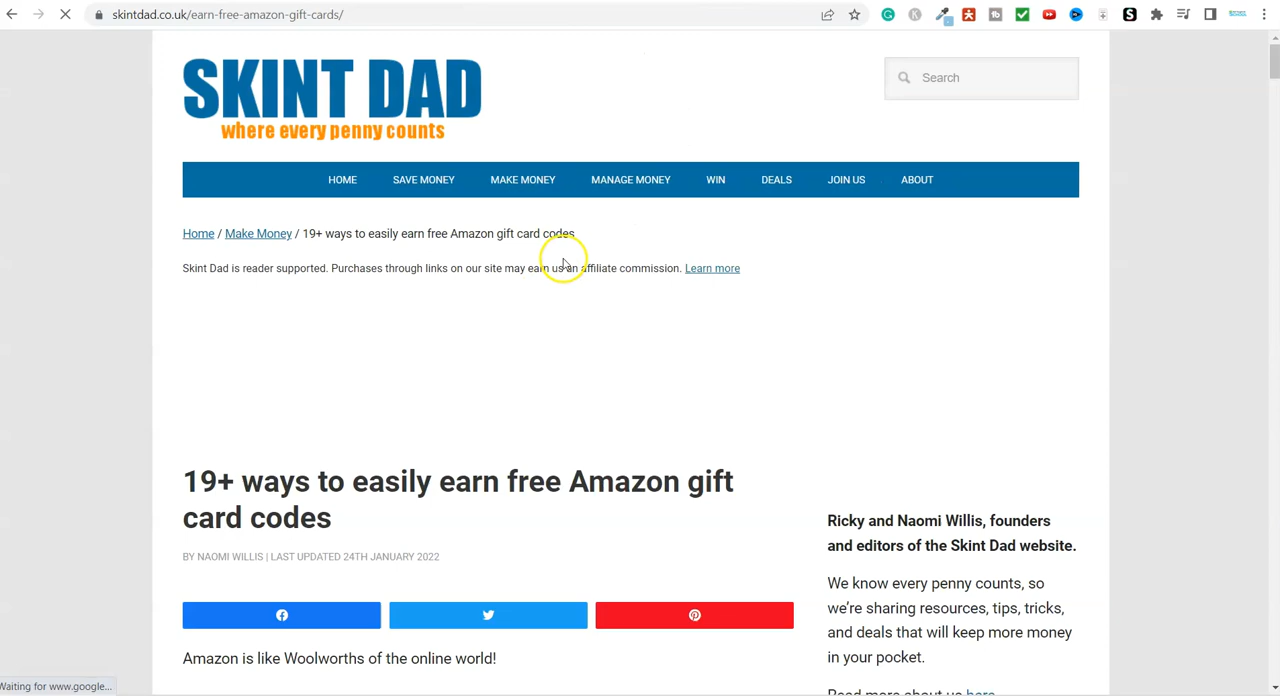 skintdad.co.uk/earn-free-amazon-gift-cards/
SKINT DAD
where every penny counts
Search
HOME SAVE MONEY MAKE MONEY MANAGE MONEY WIN DEALS JOIN US ABOUT
Home / Make Money / 19+ ways to easily earn free Amazon gift card codes
Skint Dad is reader supported. Purchases through links on our site may earn us an affiliate commission. Learn more
19+ ways to easily earn free Amazon gift
card codes
BY NAOMI WILLIS | LAST UPDATED 24TH JANUARY 2022
Amazon is like Woolworths of the online world!
Ricky and Naomi Willis, founders
and editors of the Skint Dad website.
We know every penny counts, so
we're sharing resources, tips, tricks,
and deals that will keep more money
in your pocket.
Read more about us here
Waiting for www.google...